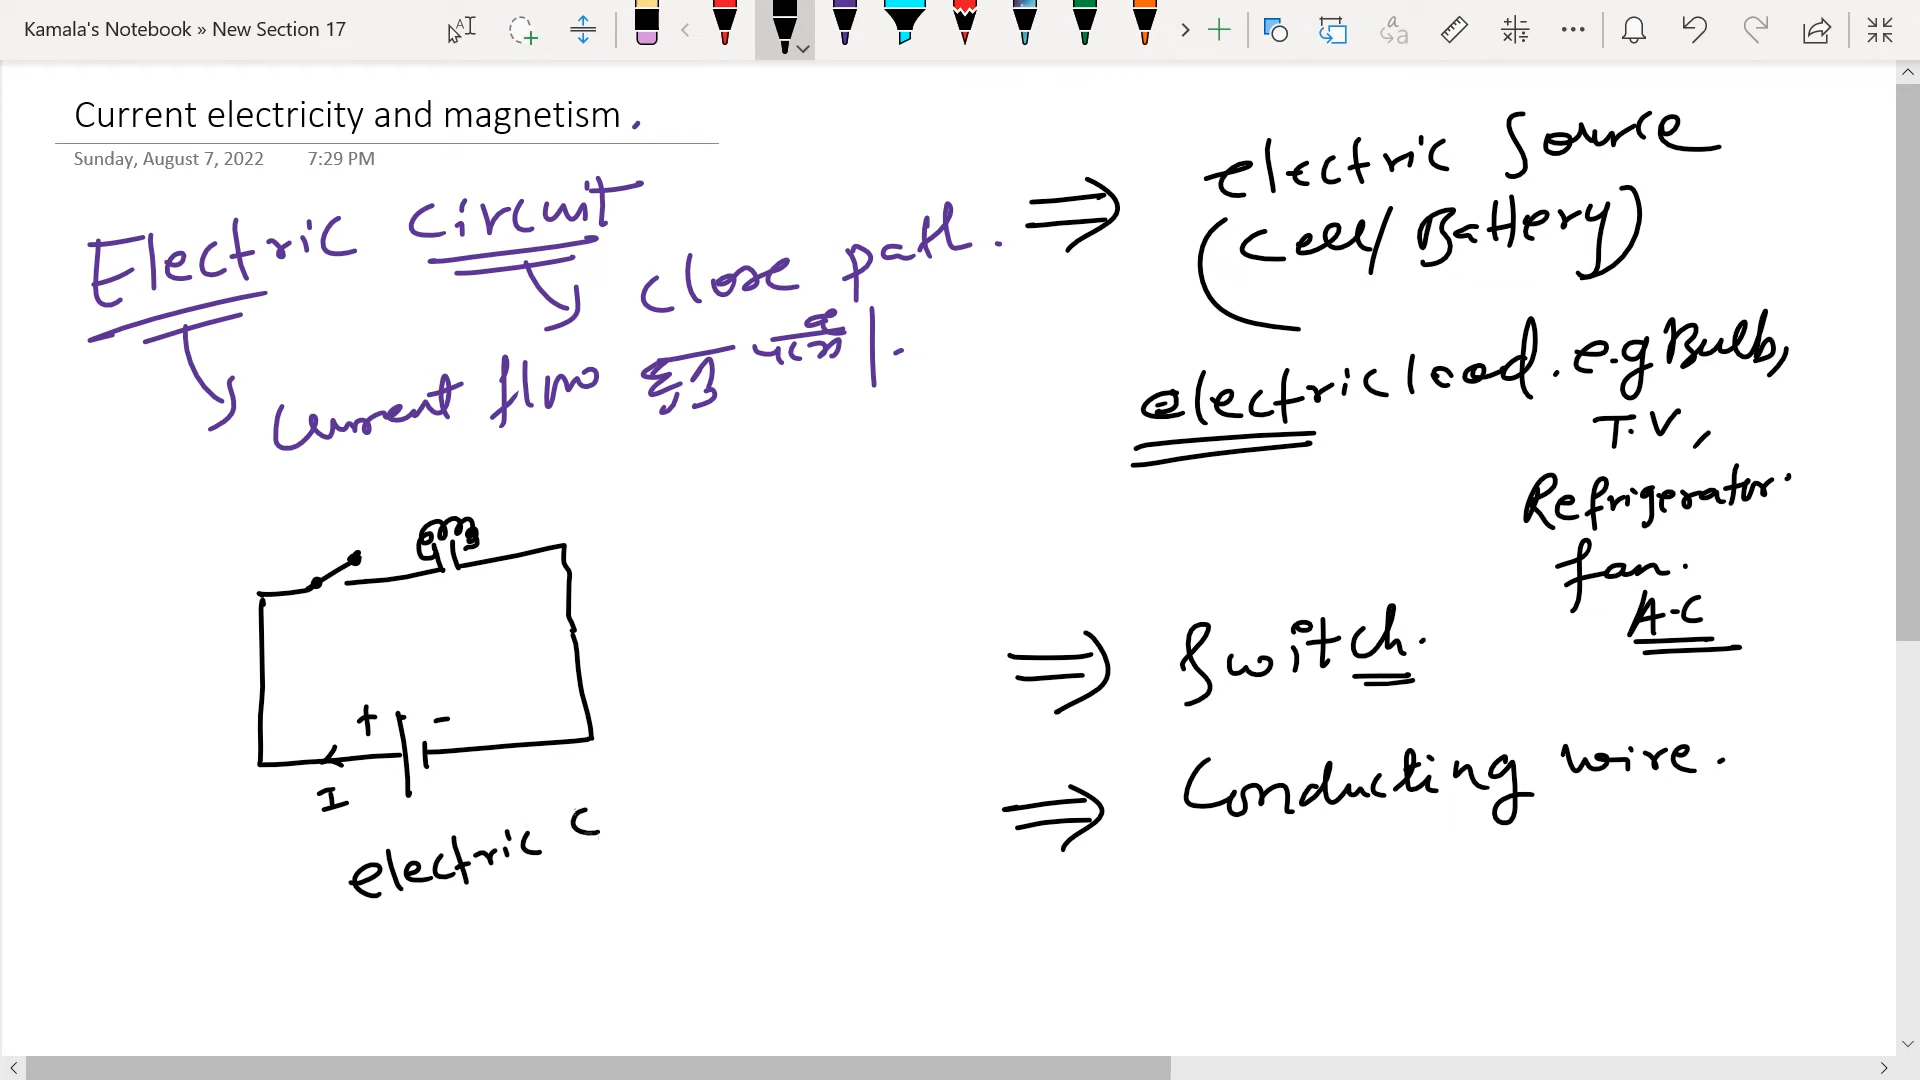 Kamala's Notebook » New Section 17
Current electricity and magnetism .
Sunday, August 7, 2022 7:29 PM
Electric circuit
close path.
current flow
electric source
(cell/Battery)
electric load. e.g Bulb,
T.V,
Refrigerator.
fan.
A.C
switch.
Conducting wire.
+ -
I
electric c